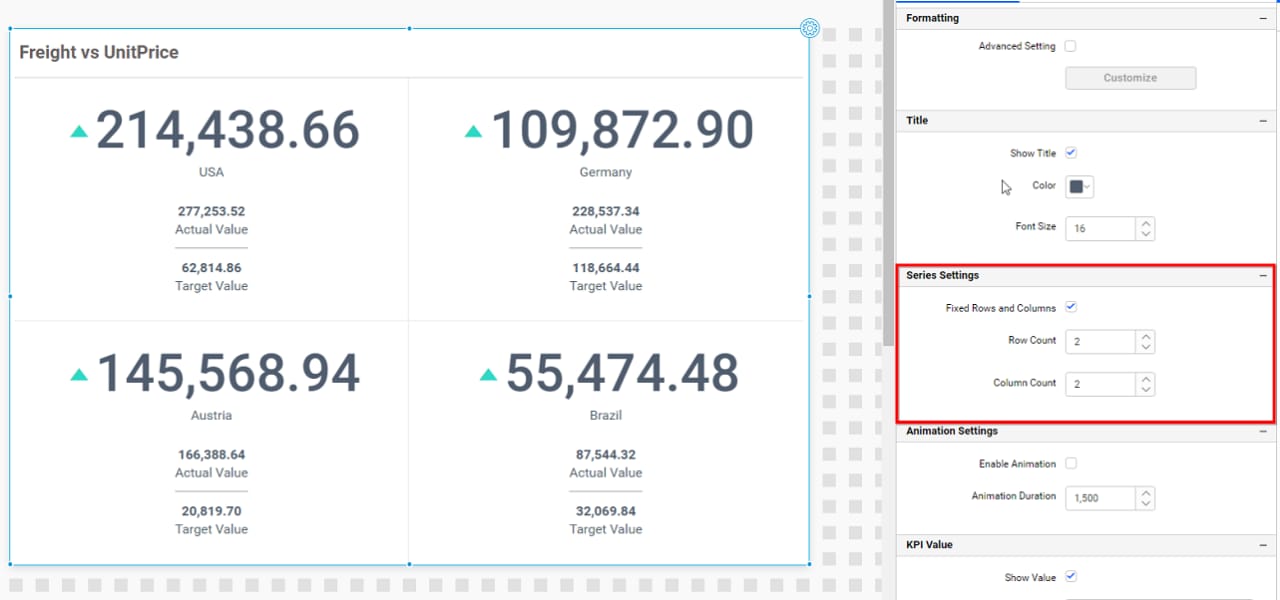 Freight vs UnitPrice
214,438.66
USA
277,253.52
Actual Value
62,814.86
Target Value
109,872.90
Germany
228,537.34
Actual Value
118,664.44
Target Value
145,568.94
Austria
166,388.64
Actual Value
20,819.70
Target Value
55,474.48
Brazil
87,544.32
Actual Value
32,069.84
Target Value
Formatting
Advanced Setting
Customize
Title
Show Title
Color
Font Size 16
Series Settings
Fixed Rows and Columns
Row Count 2
Column Count 2
Animation Settings
Enable Animation
Animation Duration 1,500
KPI Value
Show Value